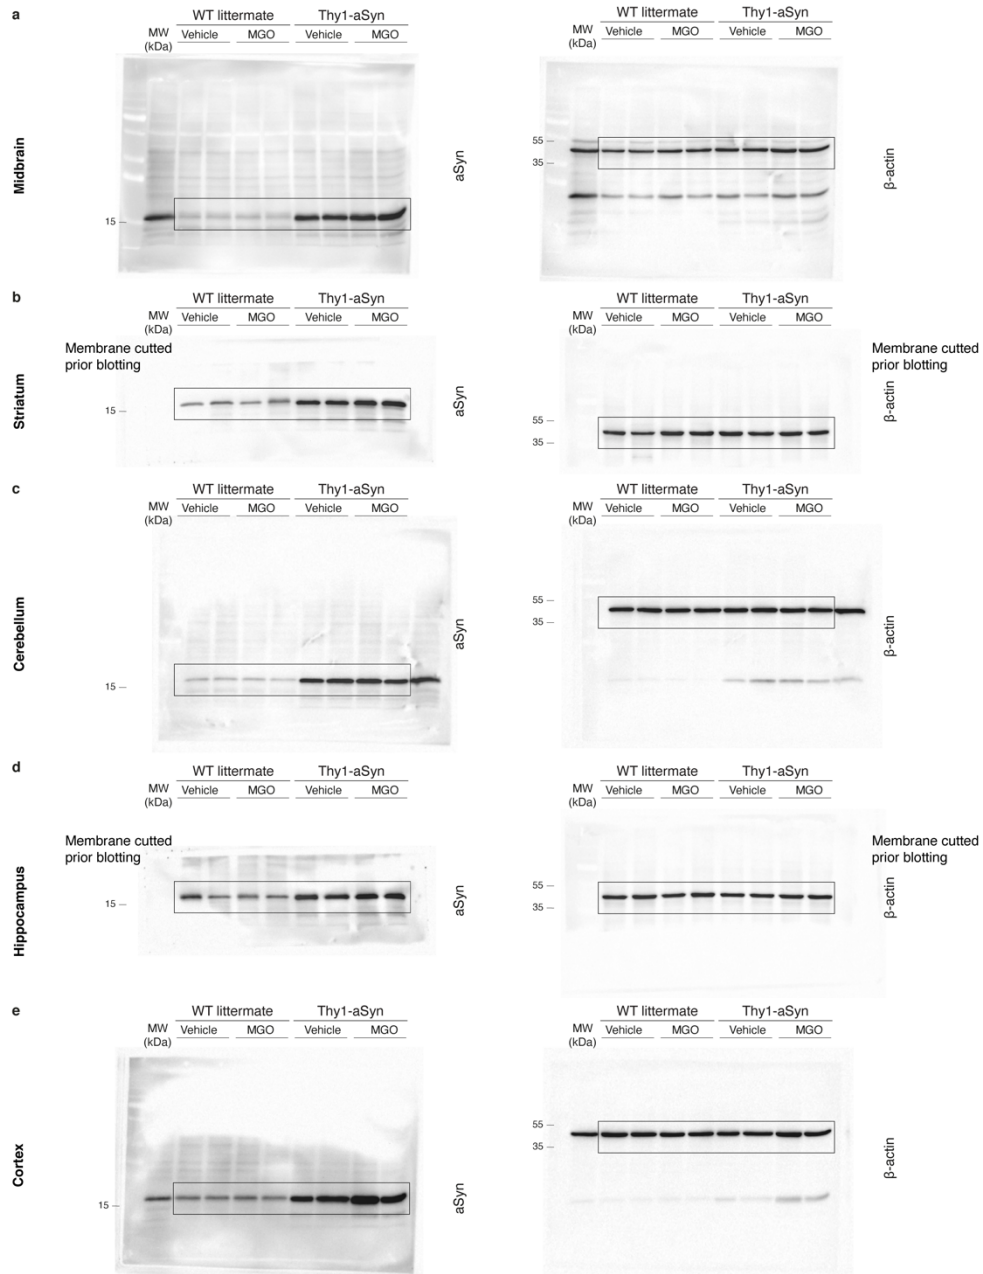 a
WT littermate Thy1-aSyn
MW Vehicle MGO Vehicle MGO
(kDa)
Midbrain
15
aSyn
WT littermate Thy1-aSyn
MW Vehicle MGO Vehicle MGO
(kDa)
55
35
β-actin
b
WT littermate Thy1-aSyn
MW Vehicle MGO Vehicle MGO
(kDa)
Membrane cutted
prior blotting
Striatum
15
aSyn
WT littermate Thy1-aSyn
MW Vehicle MGO Vehicle MGO
(kDa)
Membrane cutted
prior blotting
55
35
β-actin
c
WT littermate Thy1-aSyn
MW Vehicle MGO Vehicle MGO
(kDa)
Cerebellum
15
aSyn
WT littermate Thy1-aSyn
MW Vehicle MGO Vehicle MGO
(kDa)
55
35
β-actin
d
WT littermate Thy1-aSyn
MW Vehicle MGO Vehicle MGO
(kDa)
Membrane cutted
prior blotting
Hippocampus
15
aSyn
WT littermate Thy1-aSyn
MW Vehicle MGO Vehicle MGO
(kDa)
Membrane cutted
prior blotting
55
35
β-actin
e
WT littermate Thy1-aSyn
MW Vehicle MGO Vehicle MGO
(kDa)
Cortex
15
aSyn
WT littermate Thy1-aSyn
MW Vehicle MGO Vehicle MGO
(kDa)
55
35
β-actin